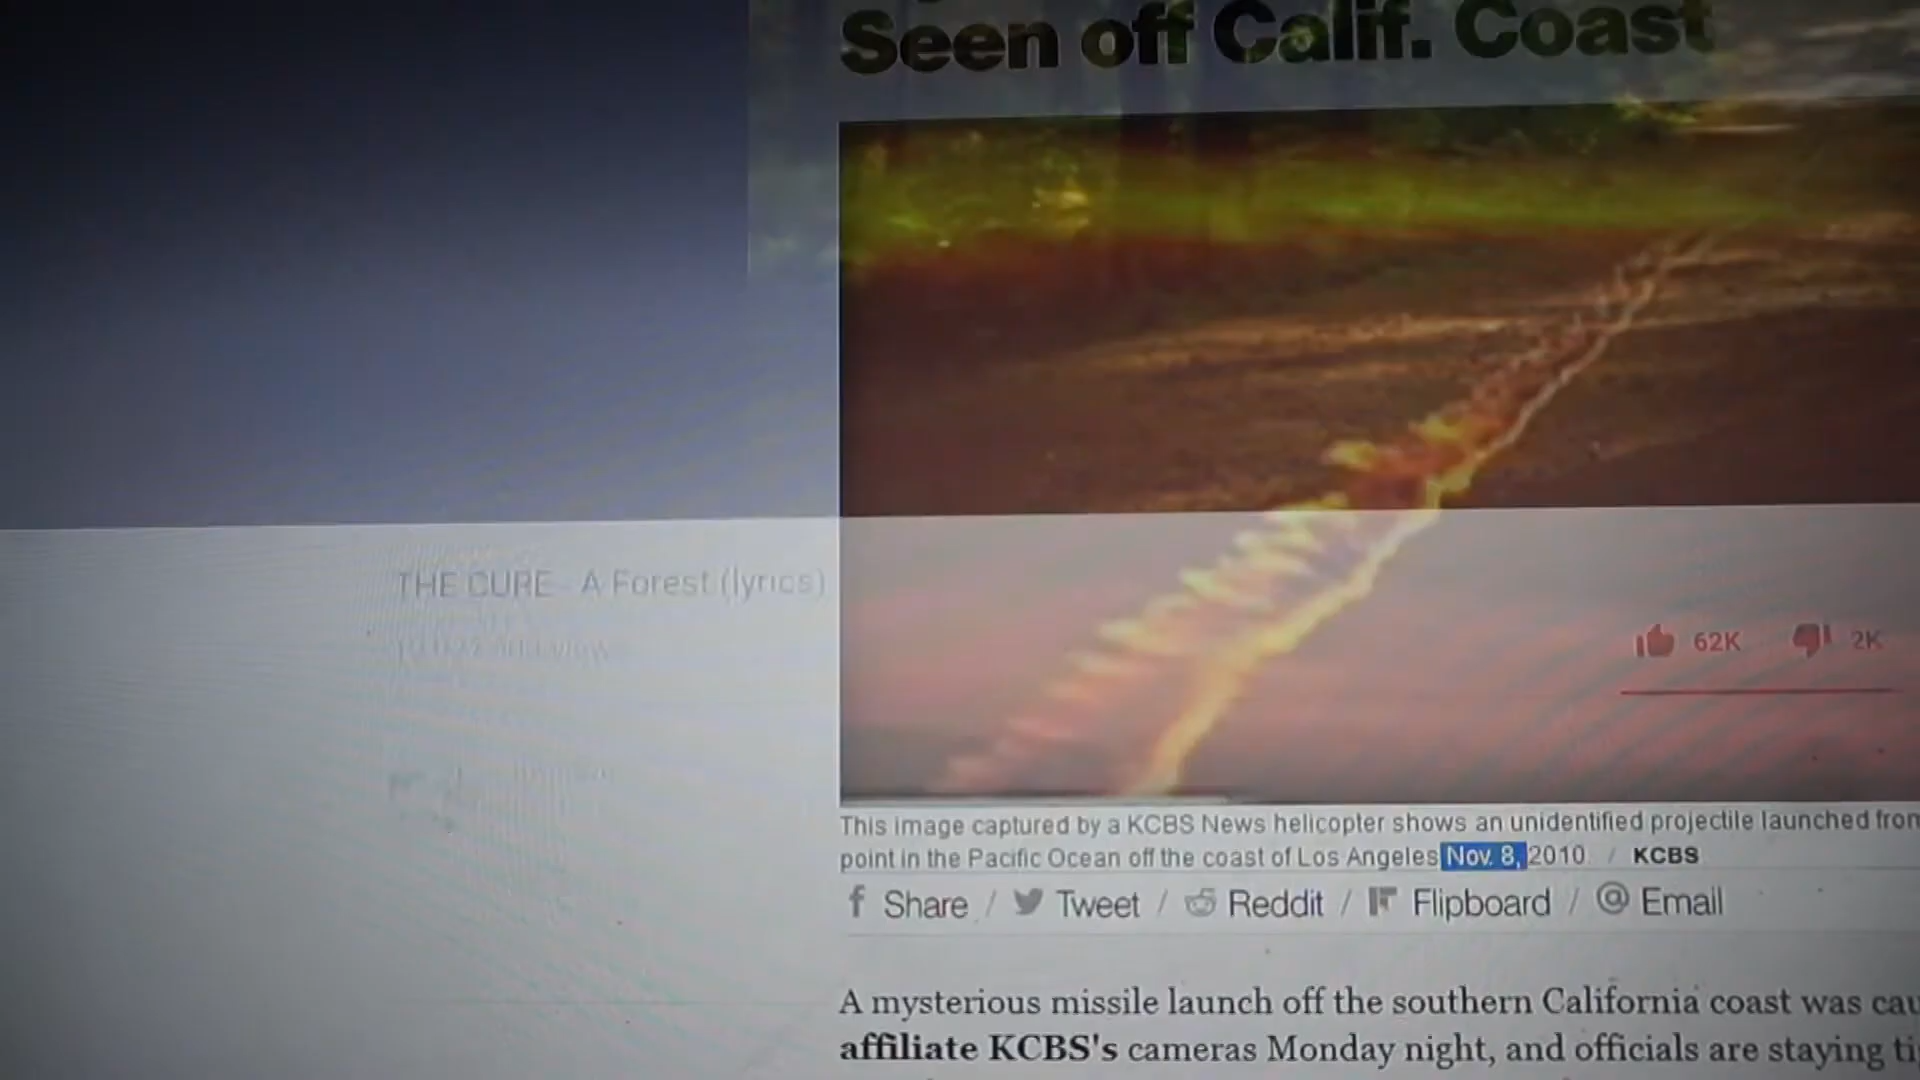 Seen off Calif. Coast
THE CURE - A Forest (lyrics)
62K 2K
This image captured by a KCBS News helicopter shows an unidentified projectile launched from
point in the Pacific Ocean off the coast of Los Angeles Nov. 8, 2010 / KCBS
f Share / Tweet / Reddit / Flipboard / @ Email
A mysterious missile launch off the southern California coast was
affiliate KCBS's cameras Monday night, and officials are staying